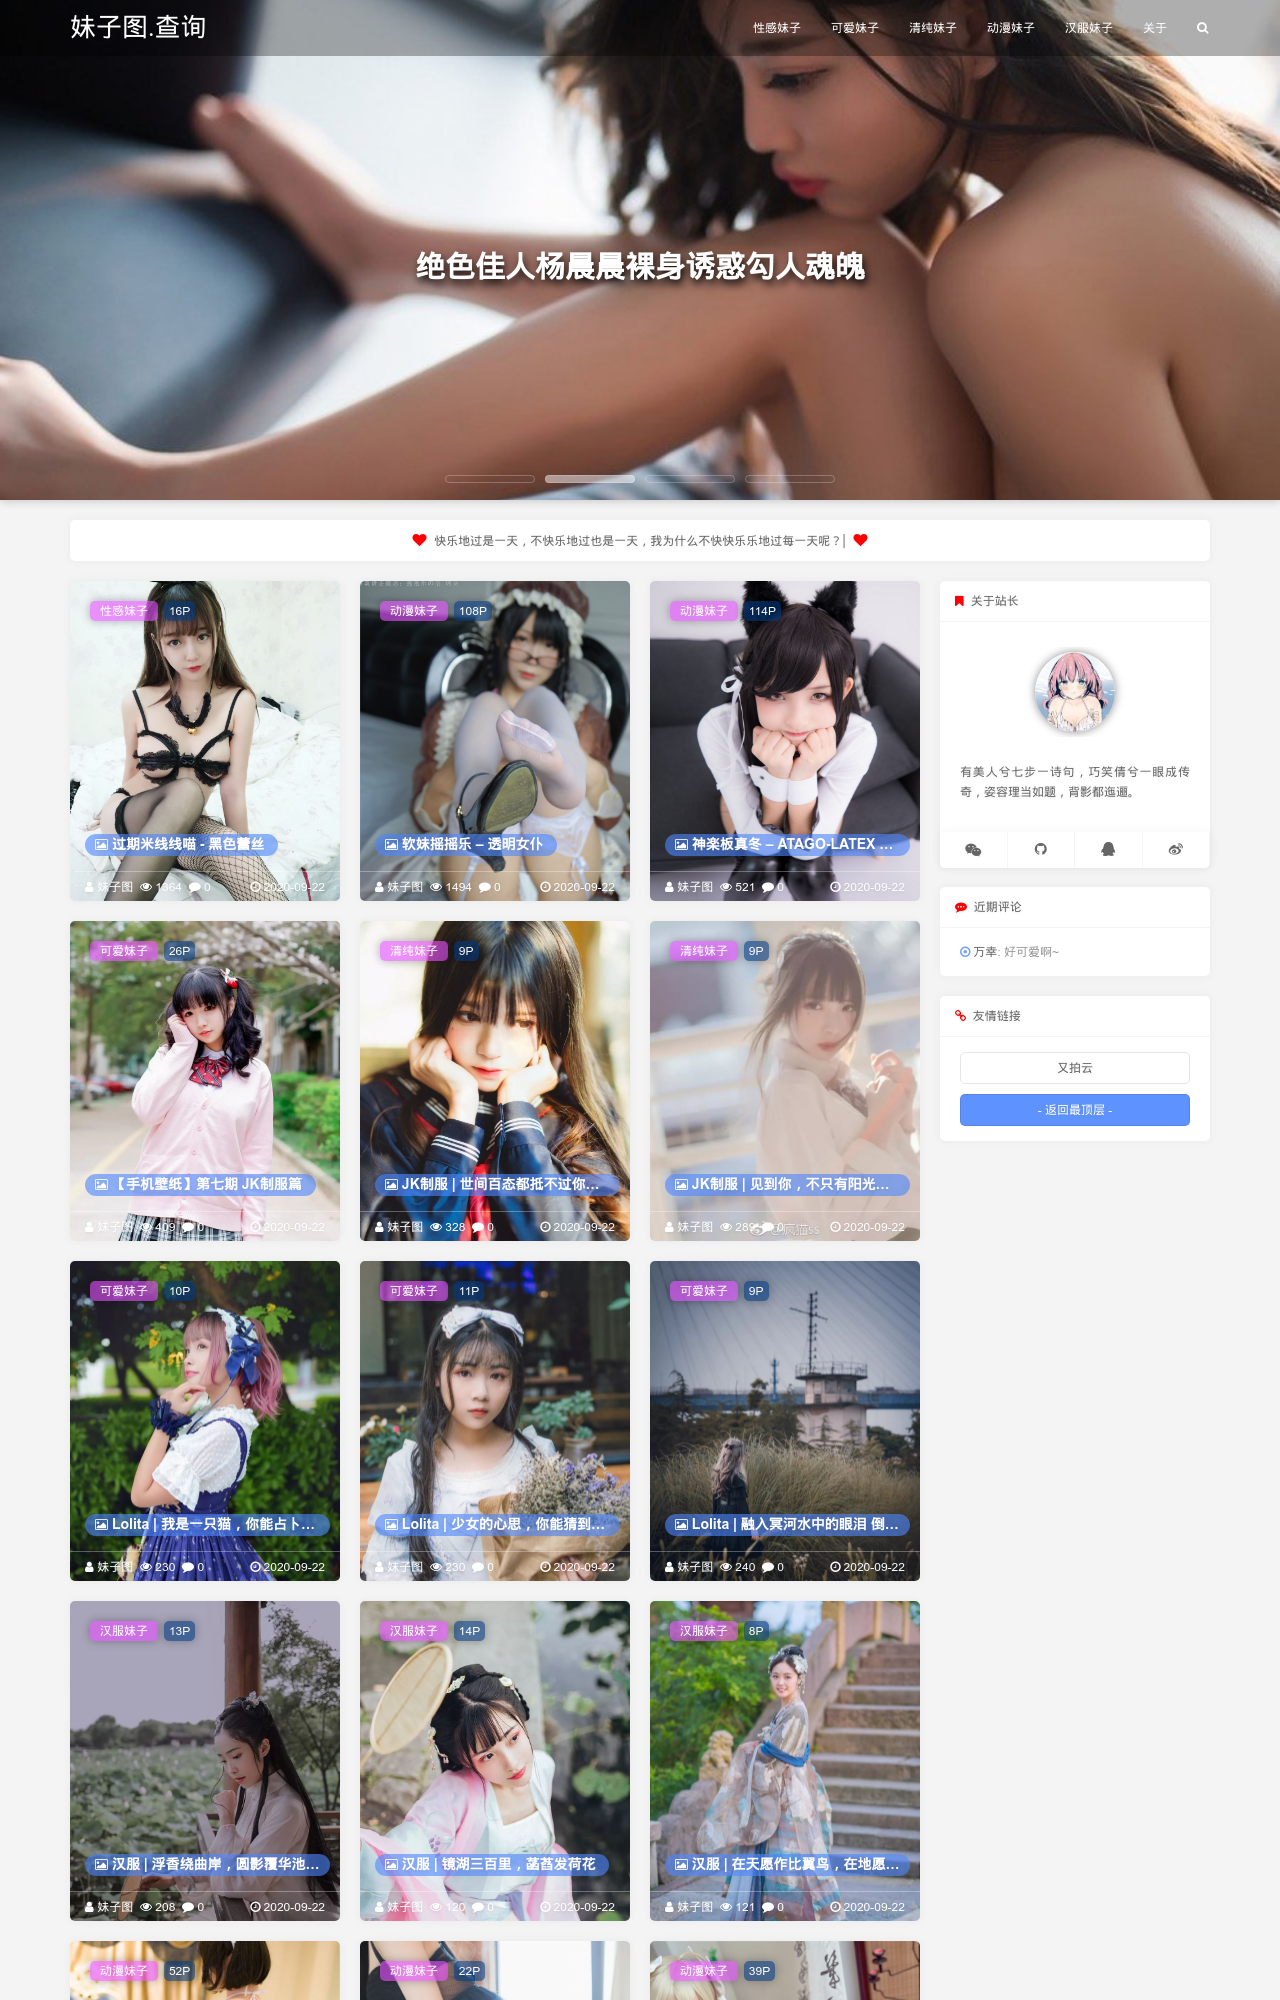 妹子图.查询
性感妹子 可爱妹子 清纯妹子 动漫妹子 汉服妹子 关于
绝色佳人杨晨晨裸身诱惑勾人魂魄
快乐地过是一天，不快乐地过也是一天，我为什么不快快乐乐地过每一天呢？|
性感妹子 16P
过期米线线喵 - 黑色蕾丝
妹子图 1364 0 2020-09-22
动漫妹子 108P
软妹摇摇乐 – 透明女仆
妹子图 1494 0 2020-09-22
动漫妹子 114P
神楽板真冬 – ATAGO-LATEX ...
妹子图 521 0 2020-09-22
关于站长
有美人兮七步一诗句，巧笑倩兮一眼成传
奇，姿容理当如题，背影都迤逦。
近期评论
万幸: 好可爱啊~
友情链接
又拍云
- 返回最顶层 -
可爱妹子 26P
【手机壁纸】第七期 JK制服篇
妹子图 409 0 2020-09-22
清纯妹子 9P
JK制服 | 世间百态都抵不过你...
妹子图 328 0 2020-09-22
清纯妹子 9P
JK制服 | 见到你，不只有阳光...
妹子图 289 0 2020-09-22
可爱妹子 10P
Lolita | 我是一只猫，你能占卜...
妹子图 230 0 2020-09-22
可爱妹子 11P
Lolita | 少女的心思，你能猜到...
妹子图 230 0 2020-09-22
可爱妹子 9P
Lolita | 融入冥河水中的眼泪 倒...
妹子图 240 0 2020-09-22
汉服妹子 13P
汉服 | 浮香绕曲岸，圆影覆华池...
妹子图 208 0 2020-09-22
汉服妹子 14P
汉服 | 镜湖三百里，菡萏发荷花
妹子图 120 0 2020-09-22
汉服妹子 8P
汉服 | 在天愿作比翼鸟，在地愿...
妹子图 121 0 2020-09-22
动漫妹子 52P
动漫妹子 22P
动漫妹子 39P